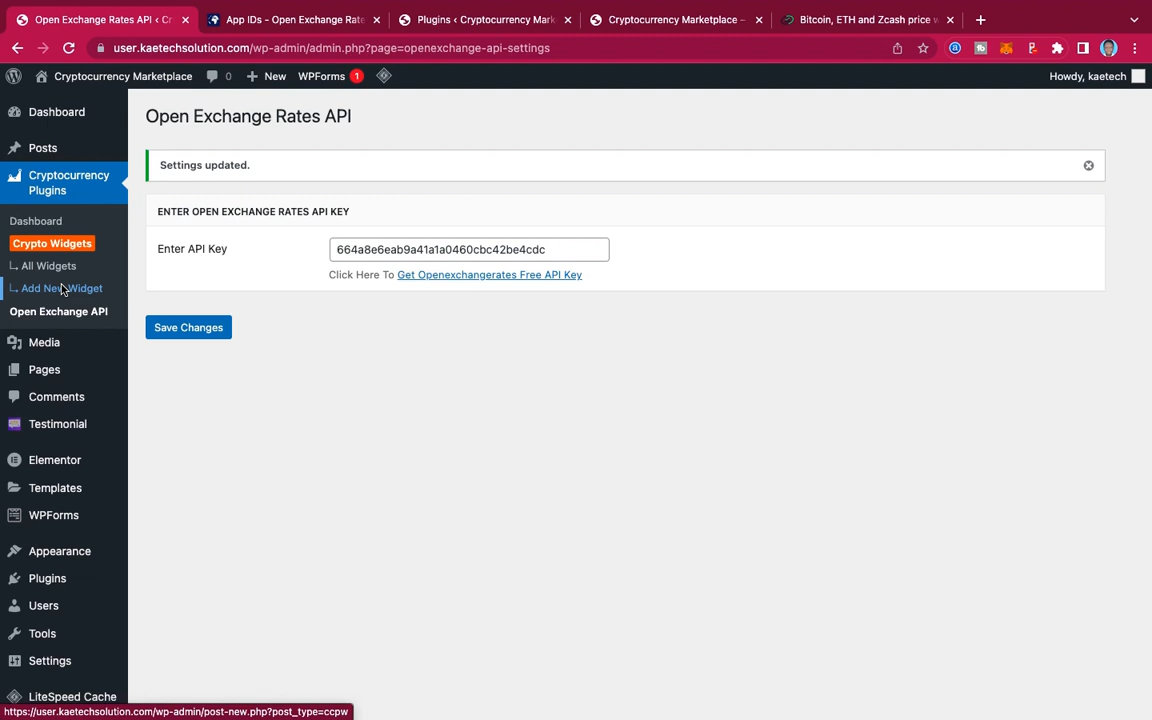 Open Exchange Rates API ‹ Cr
App IDs - Open Exchange Rate
Plugins ‹ Cryptocurrency Mark
Cryptocurrency Marketplace –
Bitcoin, ETH and Zcash price w
user.kaetechsolution.com/wp-admin/admin.php?page=openexchange-api-settings
Cryptocurrency Marketplace
0
New
WPForms 1
Howdy, kaetech
Dashboard
Posts
Cryptocurrency
Plugins
Dashboard
Crypto Widgets
All Widgets
Add New Widget
Open Exchange API
Media
Pages
Comments
Testimonial
Elementor
Templates
WPForms
Appearance
Plugins
Users
Tools
Settings
LiteSpeed Cache
Open Exchange Rates API
Settings updated.
ENTER OPEN EXCHANGE RATES API KEY
Enter API Key
664a8e6eab9a41a1a0460cbc42be4cdc
Click Here To Get Openexchangerates Free API Key
Save Changes
https://user.kaetechsolution.com/wp-admin/post-new.php?post_type=ccpw